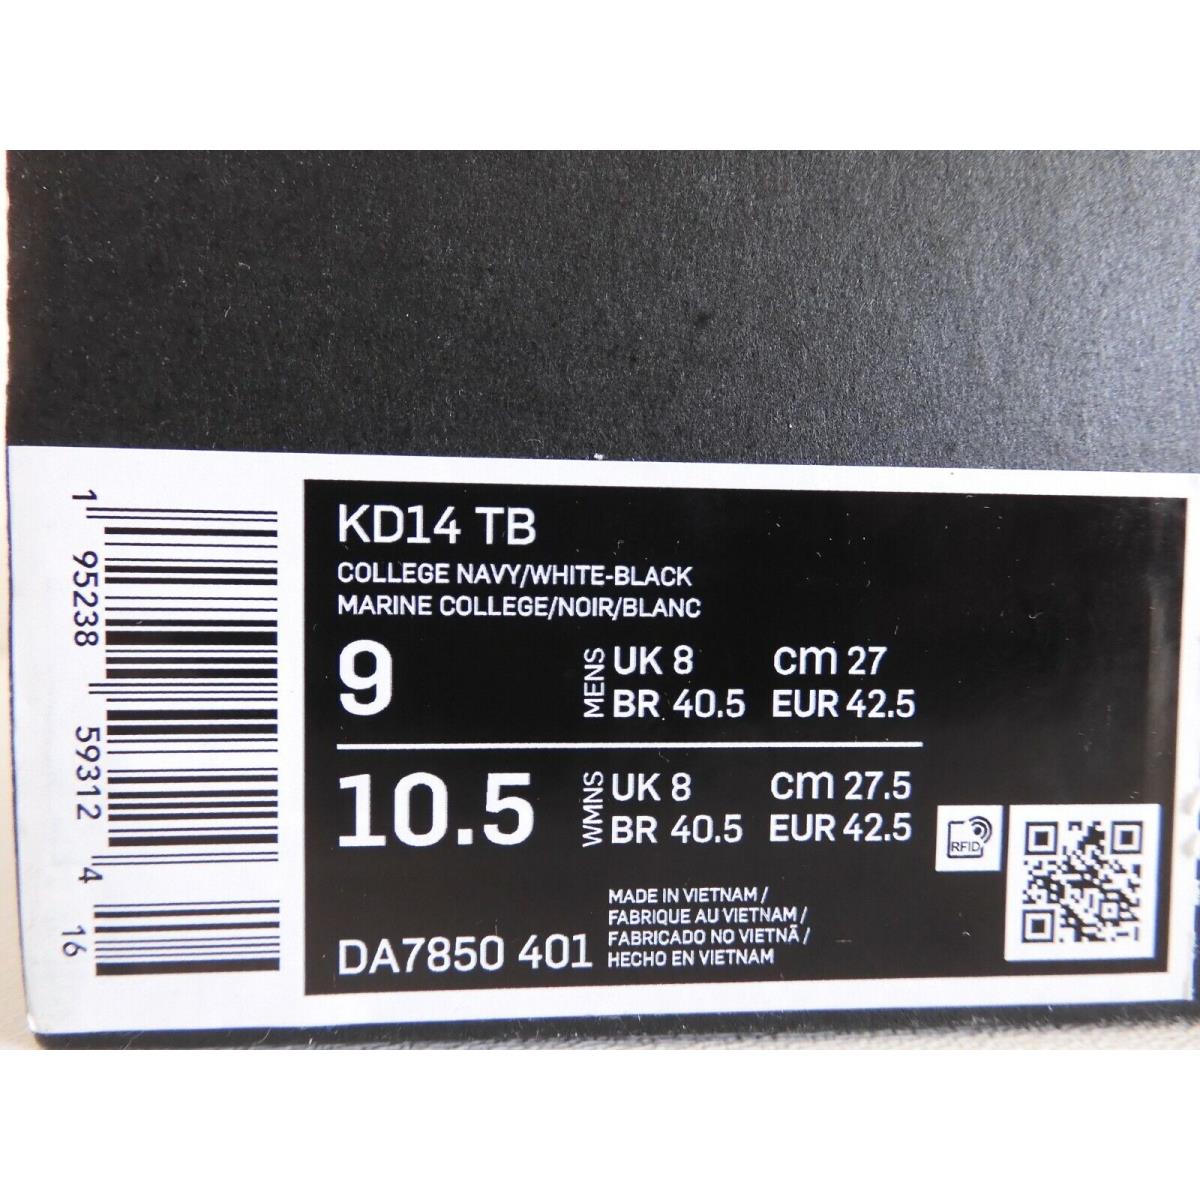 KD14 TB
COLLEGE NAVY/WHITE-BLACK
MARINE COLLEGE/NOIR/BLANC
9 MENS UK 8 cm 27
BR 40.5 EUR 42.5
10.5 WMNS UK 8 cm 27.5
BR 40.5 EUR 42.5
RFID
MADE IN VIETNAM /
FABRIQUE AU VIETNAM /
FABRICADO NO VIETNÃ /
HECHO EN VIETNAM
DA7850 401
1 95238 59312 4 16